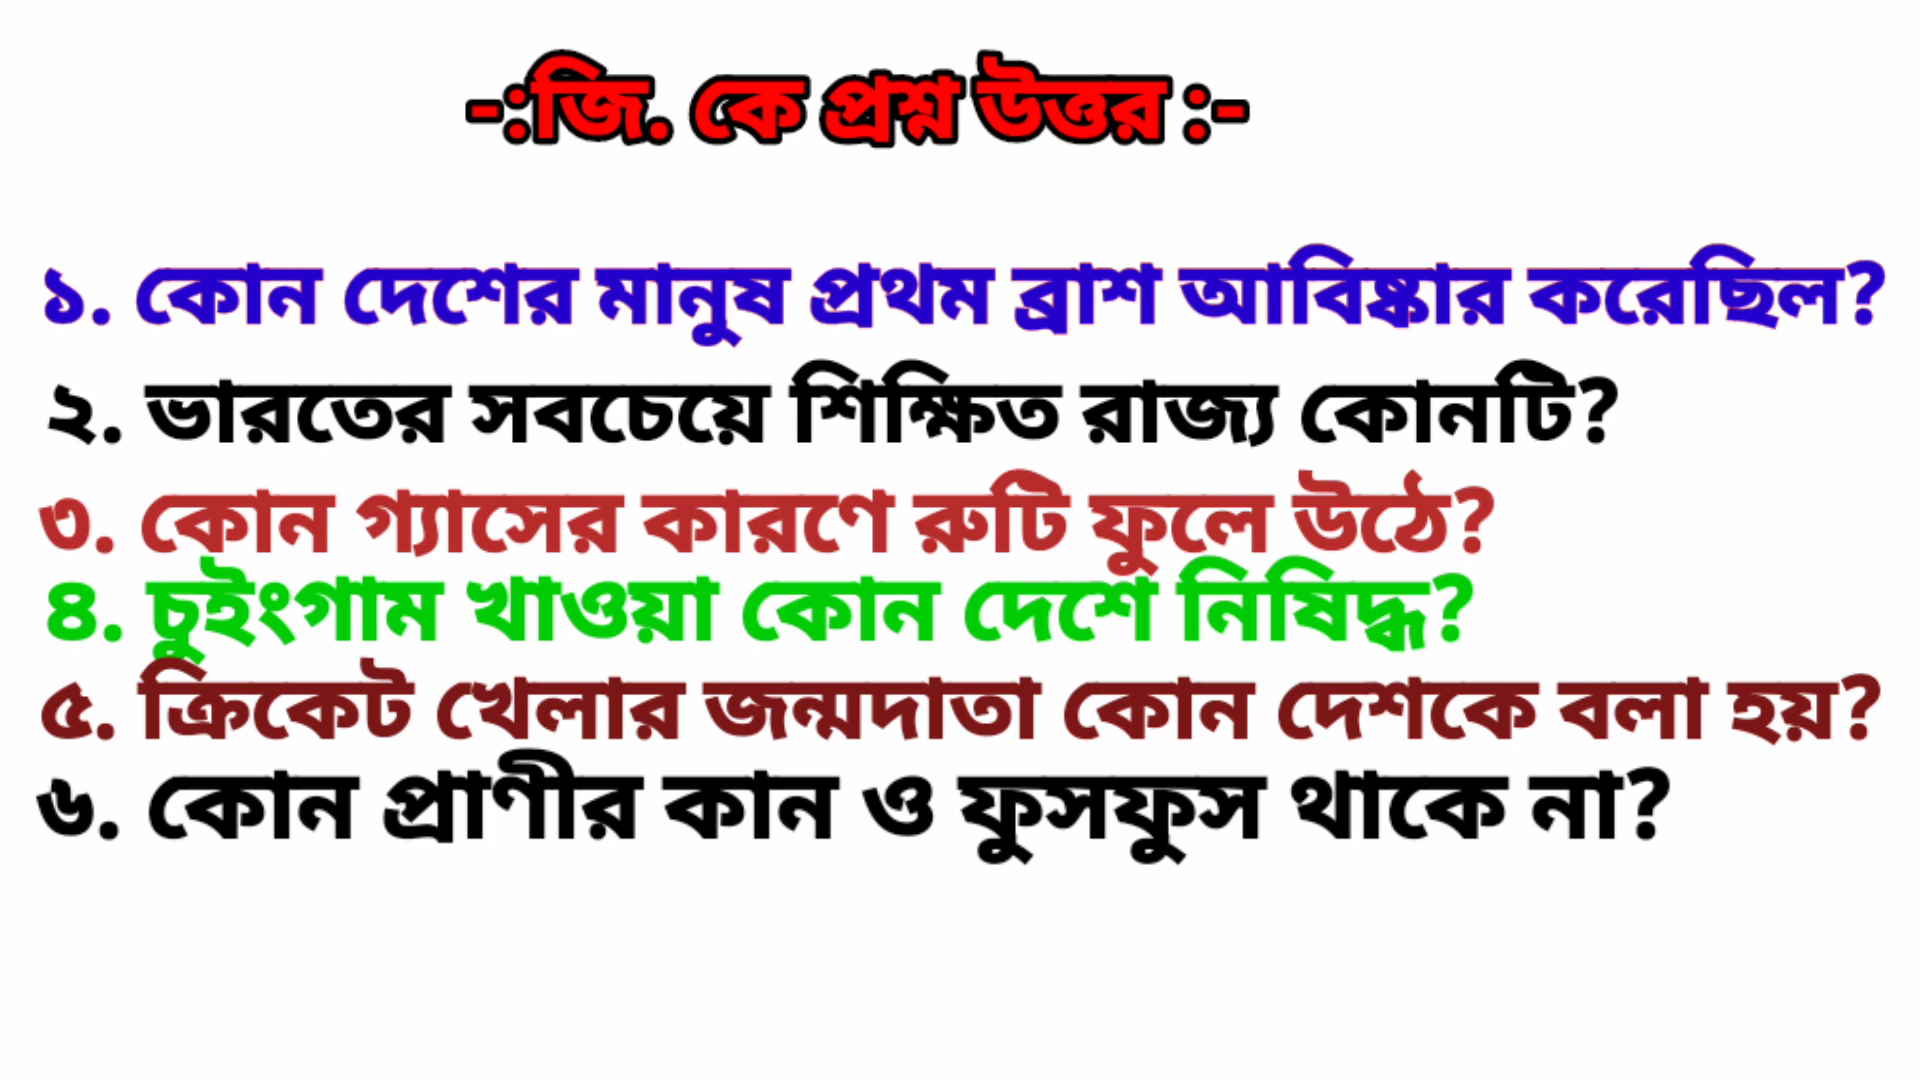 -:জি. কে প্রশ্ন উত্তর :-
১. কোন দেশের মানুষ প্রথম ব্রাশ আবিষ্কার করেছিল?
২. ভারতের সবচেয়ে শিক্ষিত রাজ্য কোনটি?
৩. কোন গ্যাসের কারণে রুটি ফুলে উঠে?
৪. চুইংগাম খাওয়া কোন দেশে নিষিদ্ধ?
৫. ক্রিকেট খেলার জন্মদাতা কোন দেশকে বলা হয়?
৬. কোন প্রাণীর কান ও ফুসফুস থাকে না?